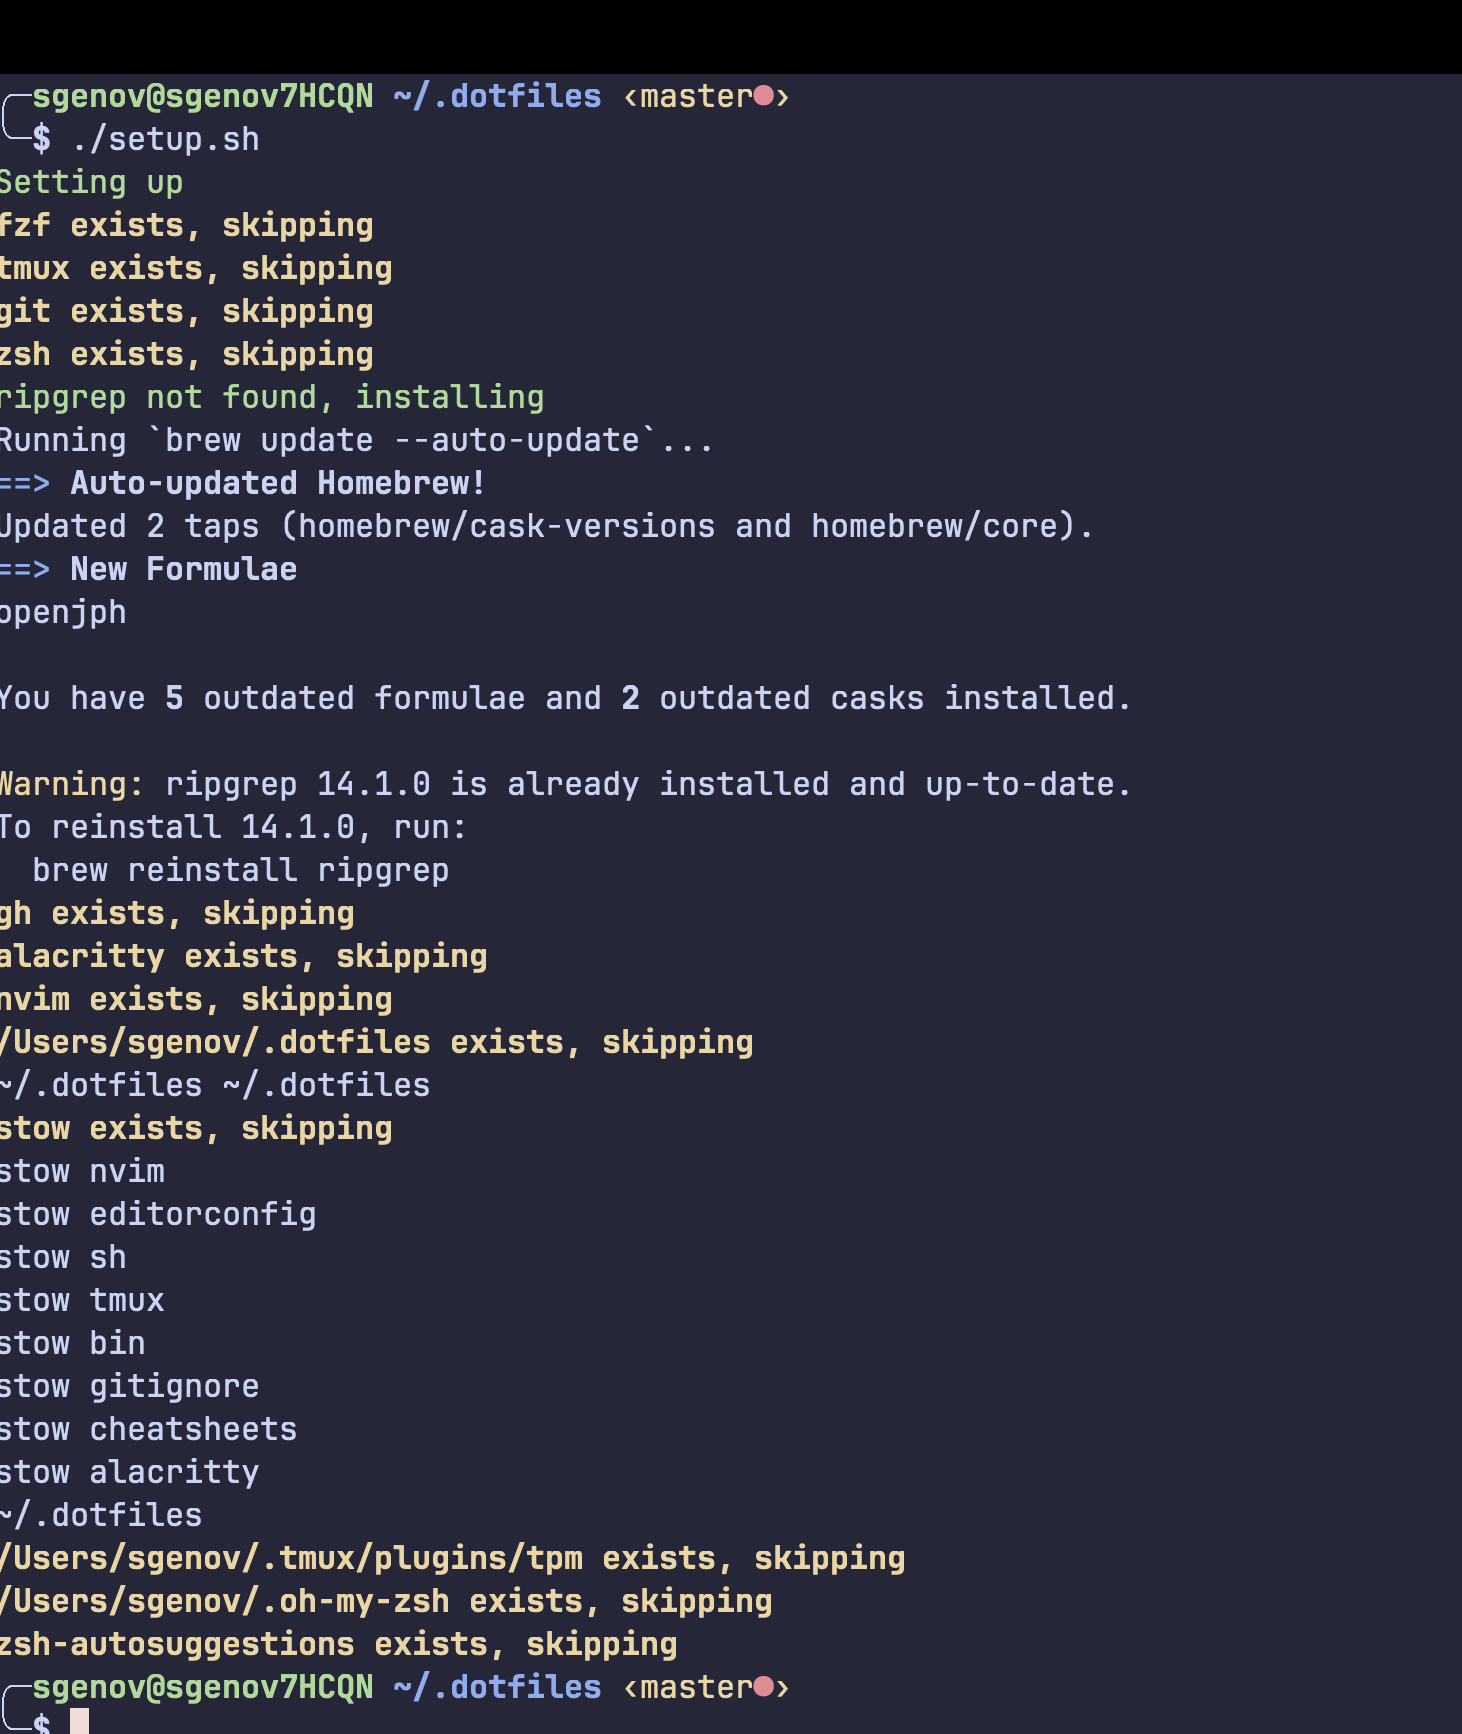 sgenov@sgenov7HCQN ~/.dotfiles ‹master●›
$ ./setup.sh
Setting up
fzf exists, skipping
tmux exists, skipping
git exists, skipping
zsh exists, skipping
ripgrep not found, installing
Running `brew update --auto-update`...
==> Auto-updated Homebrew!
Updated 2 taps (homebrew/cask-versions and homebrew/core).
==> New Formulae
openjph
You have 5 outdated formulae and 2 outdated casks installed.
Warning: ripgrep 14.1.0 is already installed and up-to-date.
To reinstall 14.1.0, run:
  brew reinstall ripgrep
gh exists, skipping
alacritty exists, skipping
nvim exists, skipping
/Users/sgenov/.dotfiles exists, skipping
~/.dotfiles ~/.dotfiles
stow exists, skipping
stow nvim
stow editorconfig
stow sh
stow tmux
stow bin
stow gitignore
stow cheatsheets
stow alacritty
~/.dotfiles
/Users/sgenov/.tmux/plugins/tpm exists, skipping
/Users/sgenov/.oh-my-zsh exists, skipping
zsh-autosuggestions exists, skipping
sgenov@sgenov7HCQN ~/.dotfiles ‹master●›
$